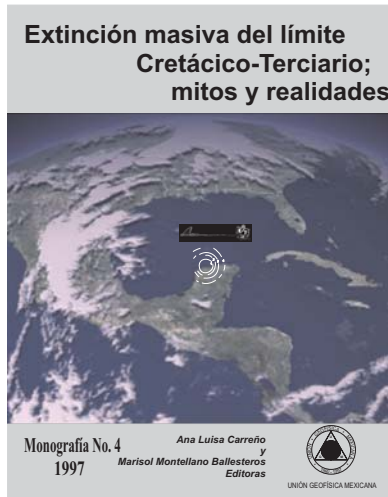 Extinción masiva del límite
Cretácico-Terciario;
mitos y realidades
Monografía No. 4
1997
Ana Luisa Carreño
y
Marisol Montellano Ballesteros
Editoras
UNIÓN GEOFÍSICA MEXICANA